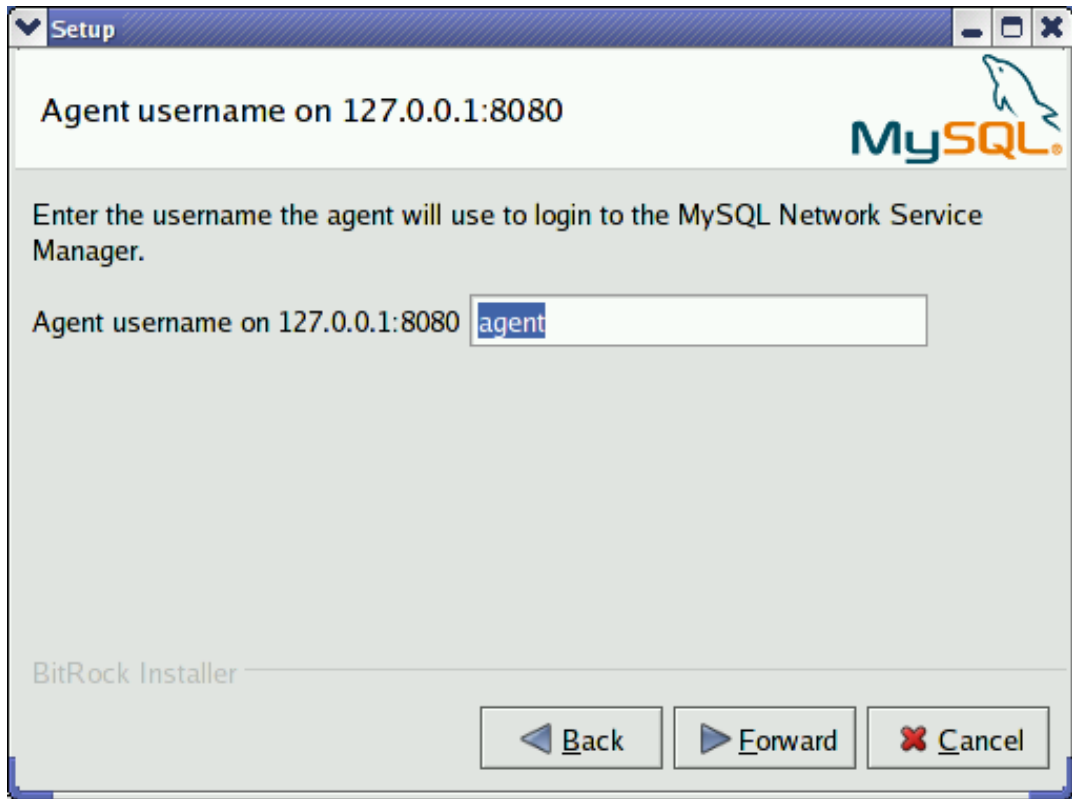 Setup
Agent username on 127.0.0.1:8080
MySQL®
Enter the username the agent will use to login to the MySQL Network Service
Manager.
Agent username on 127.0.0.1:8080 agent
BitRock Installer
Back Forward Cancel